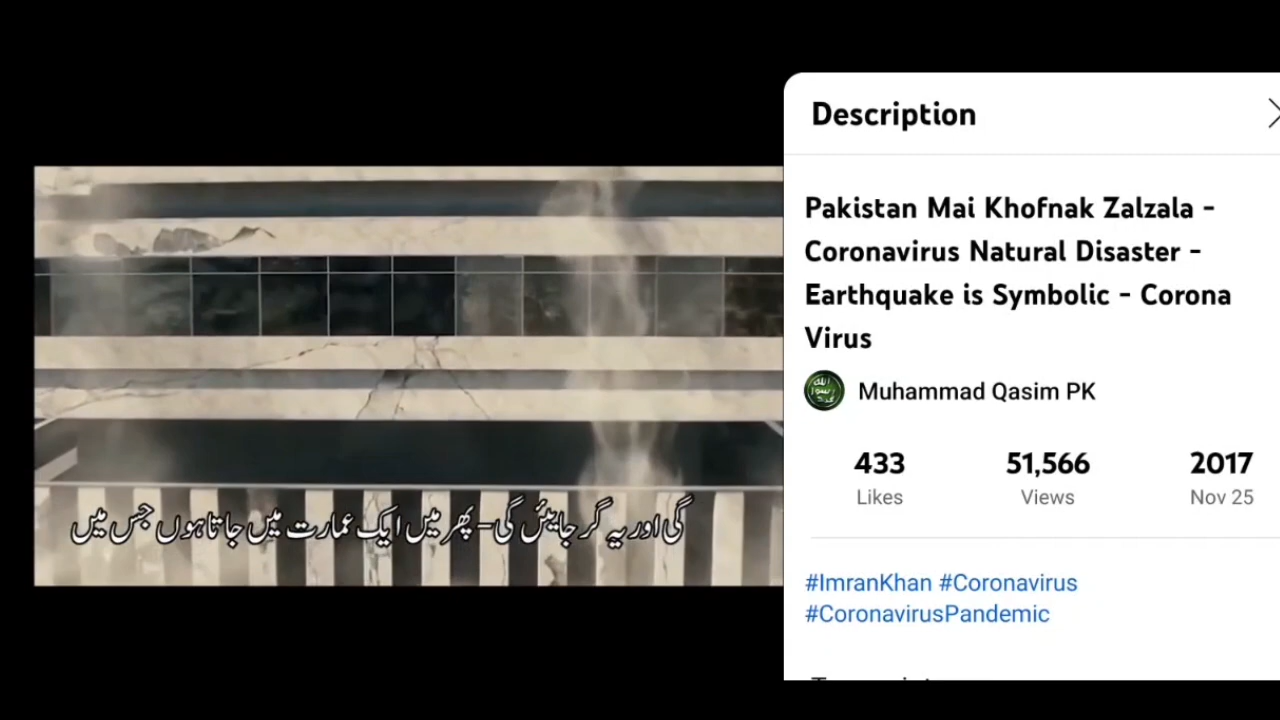 Description
Pakistan Mai Khofnak Zalzala -
Coronavirus Natural Disaster -
Earthquake is Symbolic - Corona
Virus
Muhammad Qasim PK
433
Likes
51,566
Views
2017
Nov 25
#ImranKhan #Coronavirus
#CoronavirusPandemic
گی اور یہ گر جایئں گی- پھر میں ایک عمارت میں جاتا ہوں جس میں